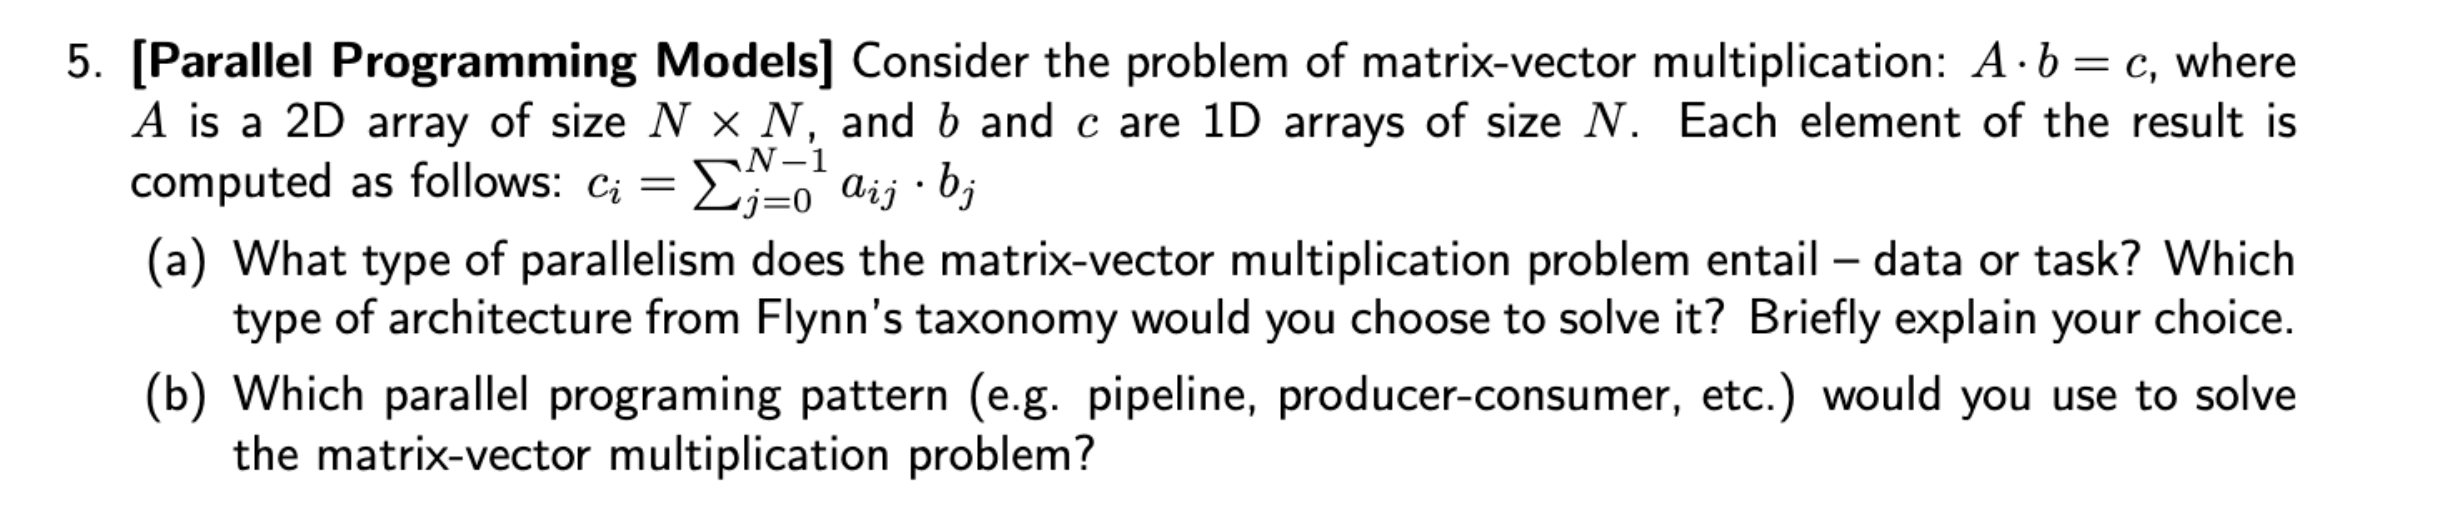 5. [Parallel Programming Models] Consider the problem of matrix-vector multiplication: A · b = c, where
A is a 2D array of size N × N, and b and c are 1D arrays of size N. Each element of the result is
computed as follows: c_i = ∑_{j=0}^{N−1} a_{ij} · b_j
(a) What type of parallelism does the matrix-vector multiplication problem entail – data or task? Which
type of architecture from Flynn's taxonomy would you choose to solve it? Briefly explain your choice.
(b) Which parallel programing pattern (e.g. pipeline, producer-consumer, etc.) would you use to solve
the matrix-vector multiplication problem?